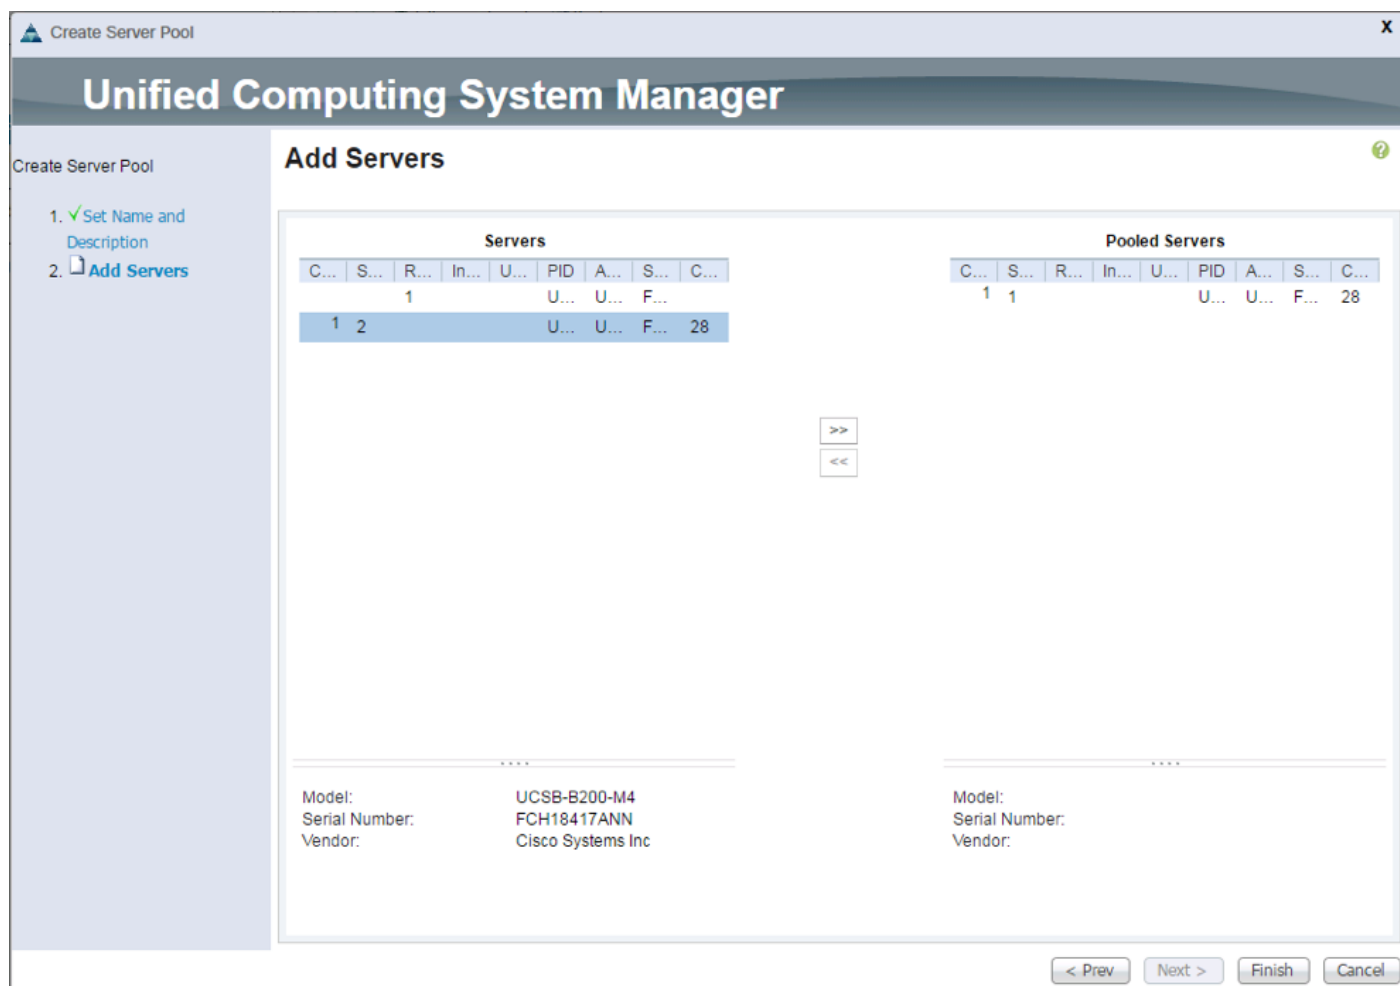 Create Server Pool
X
Unified Computing System Manager
Create Server Pool
1. Set Name and
Description
2. Add Servers
Add Servers
?
Servers
C... S... R... In... U... PID A... S... C...
1 U... U... F...
1 2 U... U... F... 28
>>
<<
Pooled Servers
C... S... R... In... U... PID A... S... C...
1 1 U... U... F... 28
Model: UCSB-B200-M4
Serial Number: FCH18417ANN
Vendor: Cisco Systems Inc
Model:
Serial Number:
Vendor:
< Prev Next > Finish Cancel